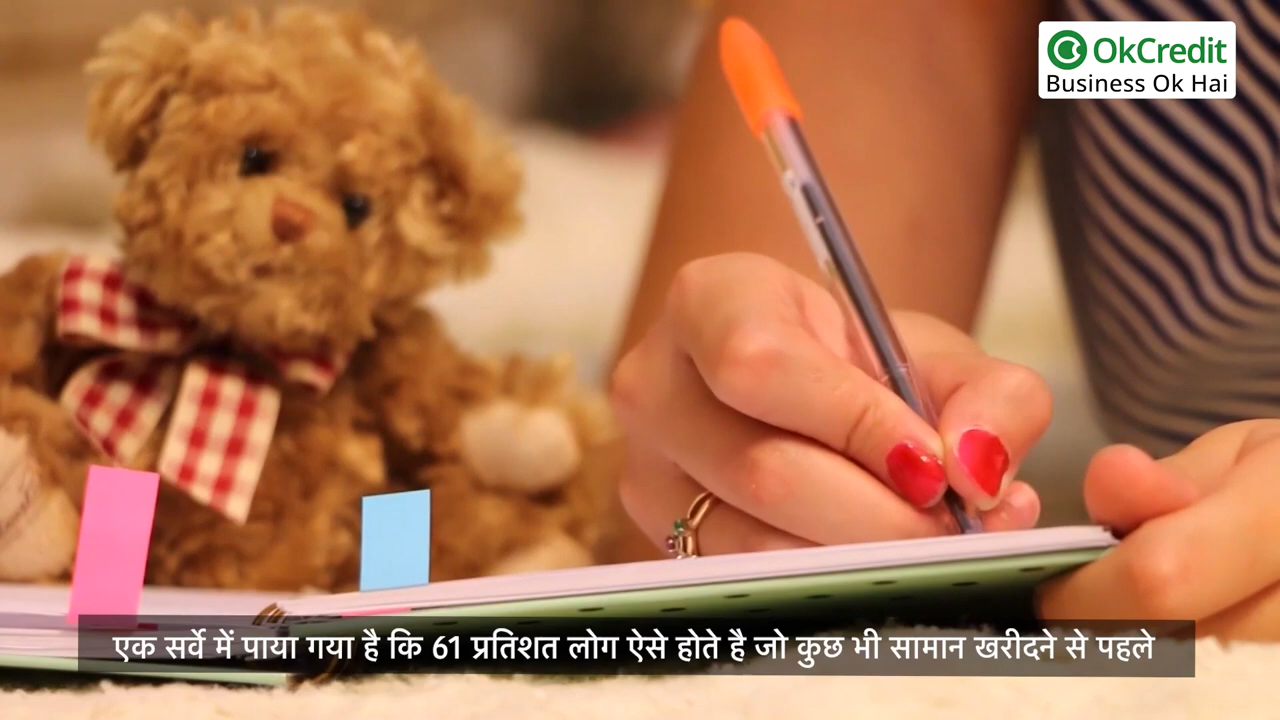 OkCredit
Business Ok Hai
एक सर्वे में पाया गया है कि 61 प्रतिशत लोग ऐसे होते है जो कुछ भी सामान खरीदने से पहले